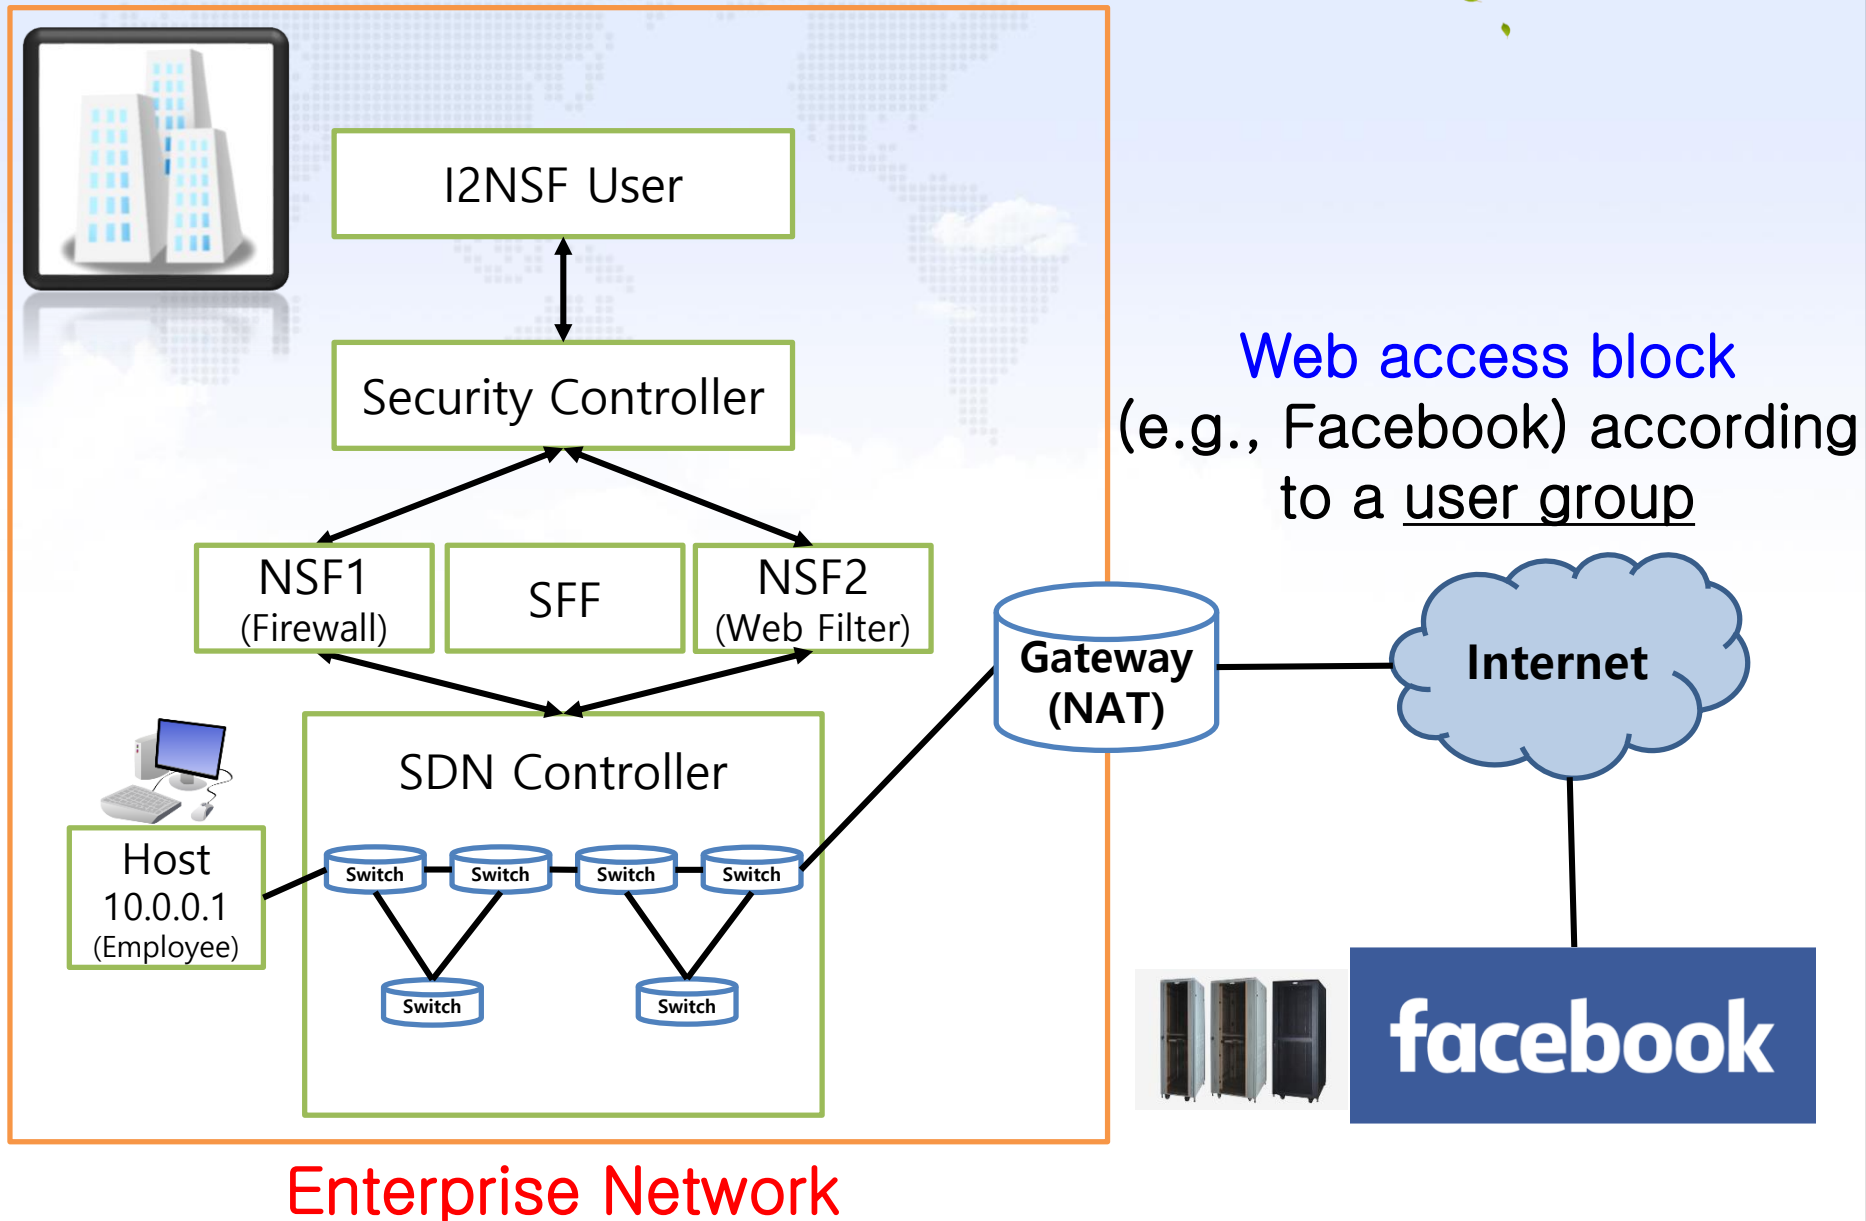 I2NSF User
Security Controller
Web access block
(e.g., Facebook) according
to a user group
NSF1
(Firewall)
SFF
NSF2
(Web Filter)
Gateway
(NAT)
Internet
SDN Controller
Host
10.0.0.1
(Employee)
Switch
Switch
Switch
Switch
Switch
Switch
facebook
Enterprise Network